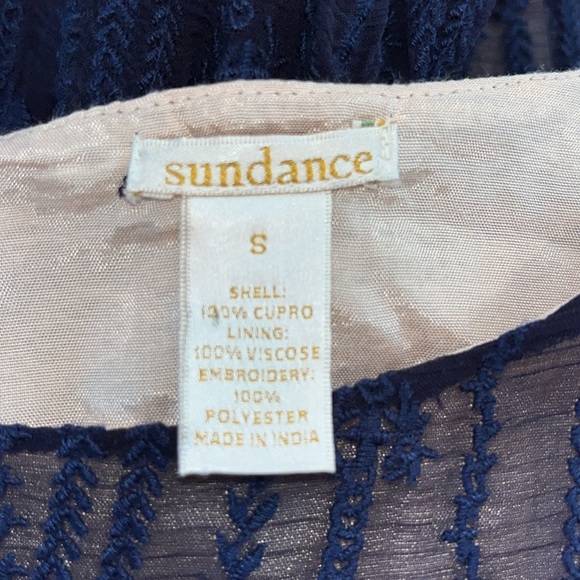 sundance
S
SHELL:
100% CUPRO
LINING:
100% VISCOSE
EMBROIDERY:
100%
POLYESTER
MADE IN INDIA